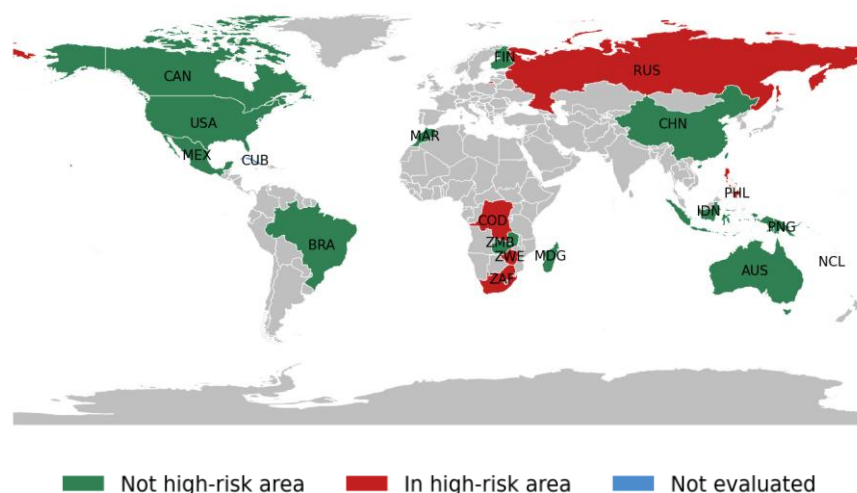 FIN
CAN
RUS
USA
CHN
MAR
MEX
CUB
PHL
COD
IDN
PNG
ZMB
BRA
ZWE
MDG
NCL
AUS
ZAF
Not high-risk area
In high-risk area
Not evaluated